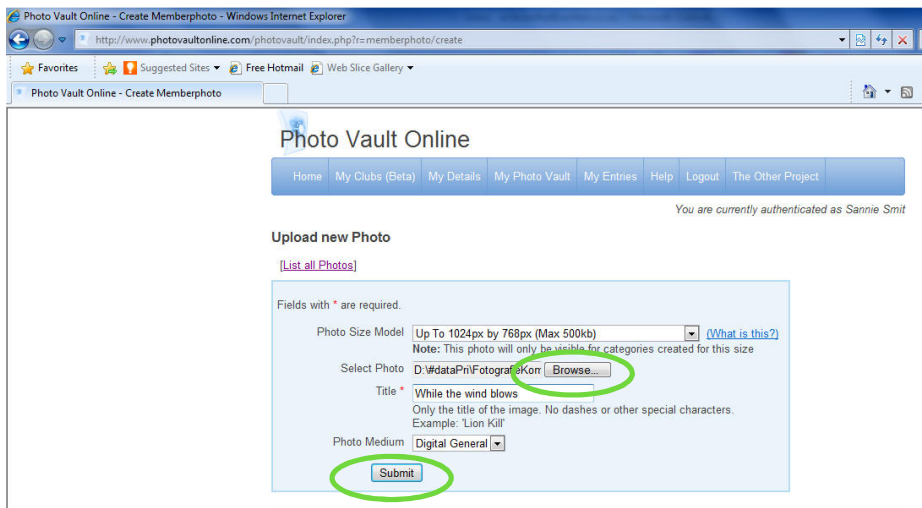 Photo Vault Online - Create Memberphoto - Windows Internet Explorer
http://www.photovaultonline.com/photovault/index.php?r=memberphoto/create
Favorites Suggested Sites Free Hotmail Web Slice Gallery
Photo Vault Online - Create Memberphoto
Photo Vault Online
Home My Clubs (Beta) My Details My Photo Vault My Entries Help Logout The Other Project
You are currently authenticated as Sannie Smit
Upload new Photo
[List all Photos]
Fields with * are required.
Photo Size Model Up To 1024px by 768px (Max 500kb) (What is this?)
Note: This photo will only be visible for categories created for this size
Select Photo D:\#dataPri\FotografieKom Browse...
Title * While the wind blows
Only the title of the image. No dashes or other special characters.
Example: 'Lion Kill'
Photo Medium Digital General
Submit